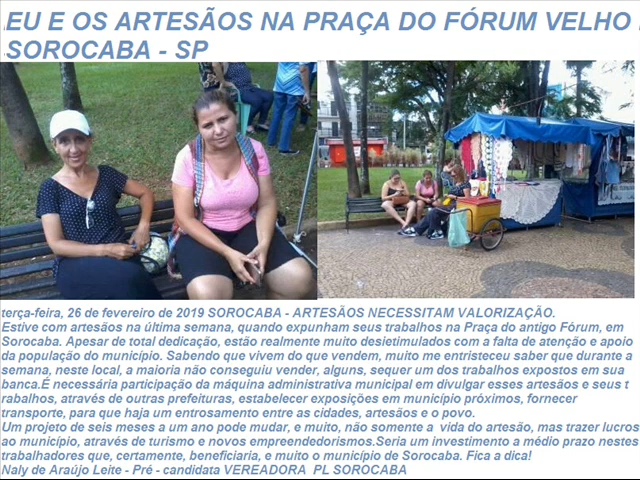 EU E OS ARTESÃOS NA PRAÇA DO FÓRUM VELHO
SOROCABA - SP
terça-feira, 26 de fevereiro de 2019 SOROCABA - ARTESÃOS NECESSITAM VALORIZAÇÃO.
Estive com artesãos na última semana, quando expunham seus trabalhos na Praça do antigo Fórum, em
Sorocaba. Apesar de total dedicação, estão realmente muito desietimulados com a falta de atenção e apoio
da população do município. Sabendo que vivem do que vendem, muito me entristeceu saber que durante a
semana, neste local, a maioria não conseguiu vender, alguns, sequer um dos trabalhos expostos em sua
banca.É necessária participação da máquina administrativa municipal em divulgar esses artesãos e seus t
rabalhos, através de outras prefeituras, estabelecer exposições em município próximos, fornecer
transporte, para que haja um entrosamento entre as cidades, artesãos e o povo.
Um projeto de seis meses a um ano pode mudar, e muito, não somente a vida do artesão, mas trazer lucros
ao município, através de turismo e novos empreendedorismos.Seria um investimento a médio prazo nestes
trabalhadores que, certamente, beneficiaria, e muito o município de Sorocaba. Fica a dica!
Naly de Araújo Leite - Pré - candidata VEREADORA PL SOROCABA